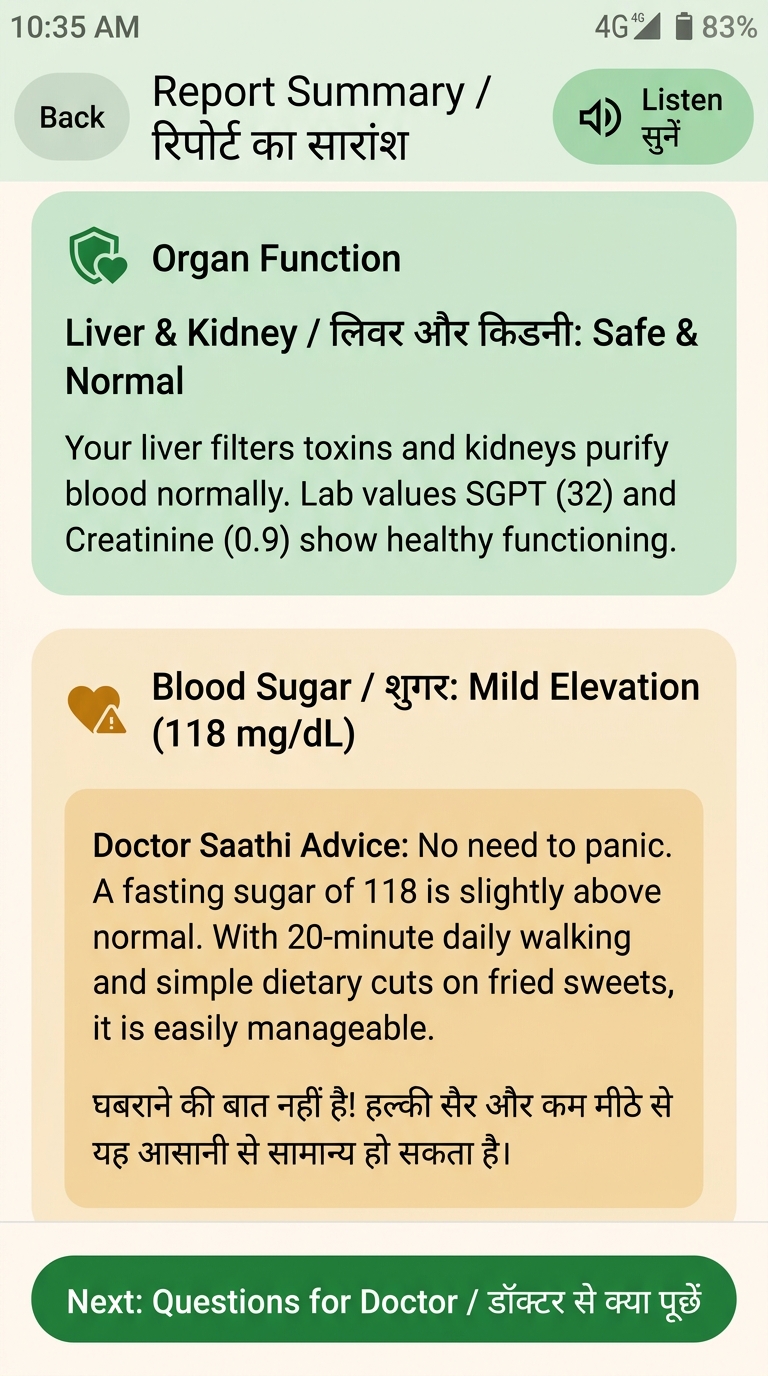 10:35 AM
4G 4G 83%
Back
Report Summary /
रिपोर्ट का सारांश
Listen
सुनें
Organ Function
Liver & Kidney / लिवर और किडनी: Safe &
Normal
Your liver filters toxins and kidneys purify
blood normally. Lab values SGPT (32) and
Creatinine (0.9) show healthy functioning.
Blood Sugar / शुगर: Mild Elevation
(118 mg/dL)
Doctor Saathi Advice: No need to panic.
A fasting sugar of 118 is slightly above
normal. With 20-minute daily walking
and simple dietary cuts on fried sweets,
it is easily manageable.
घबराने की बात नहीं है! हल्की सैर और कम मीठे से
यह आसानी से सामान्य हो सकता है।
Next: Questions for Doctor / डॉक्टर से क्या पूछें